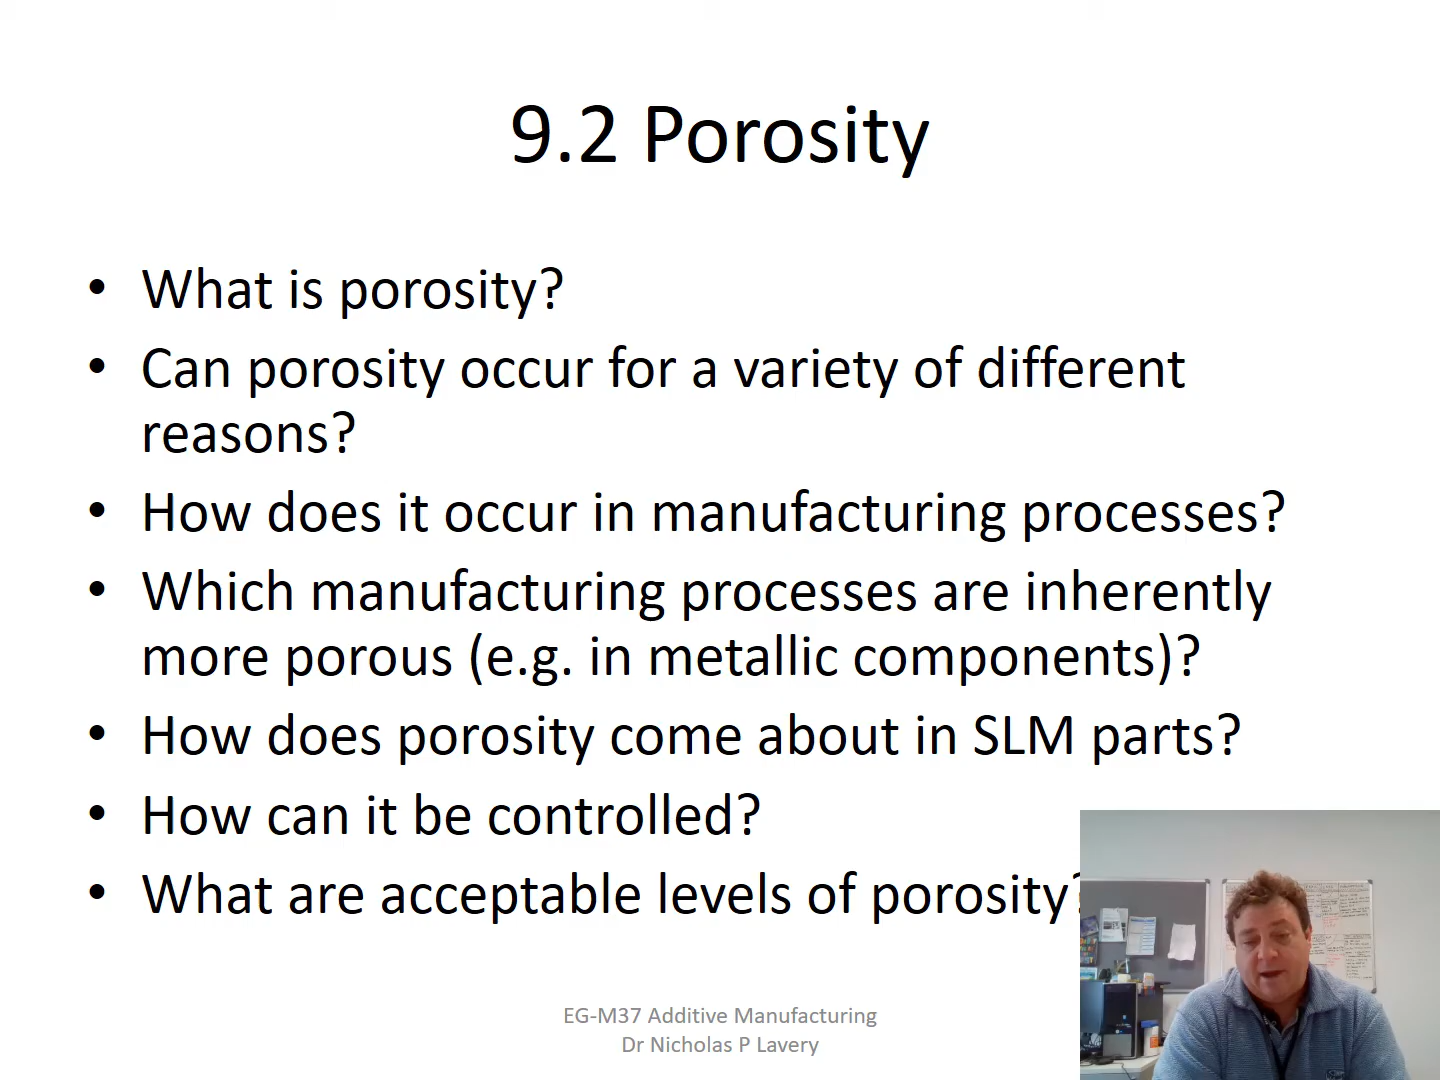 9.2 Porosity
• What is porosity?
• Can porosity occur for a variety of different
reasons?
• How does it occur in manufacturing processes?
• Which manufacturing processes are inherently
more porous (e.g. in metallic components)?
• How does porosity come about in SLM parts?
• How can it be controlled?
• What are acceptable levels of porosity?
EG-M37 Additive Manufacturing
Dr Nicholas P Lavery